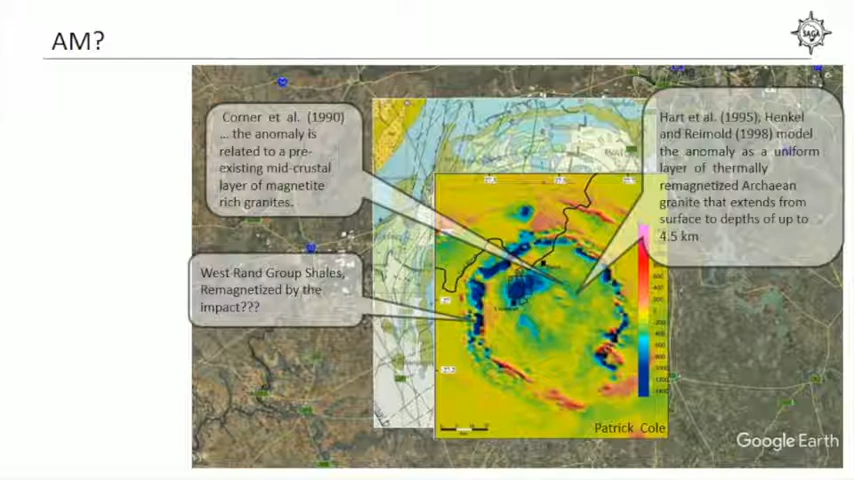 AM?
SAGA
Corner et al. (1990)
... the anomaly is
related to a pre-
existing mid-crustal
layer of magnetite
rich granites.
Hart et al. (1995), Henkel
and Reimold (1998) model
the anomaly as a uniform
layer of thermally
remagnetized Archaean
granite that extends from
surface to depths of up to
4.5 km
West-Rand Group Shales,
Remagnetized by the
impact???
Patrick Cole
Google Earth